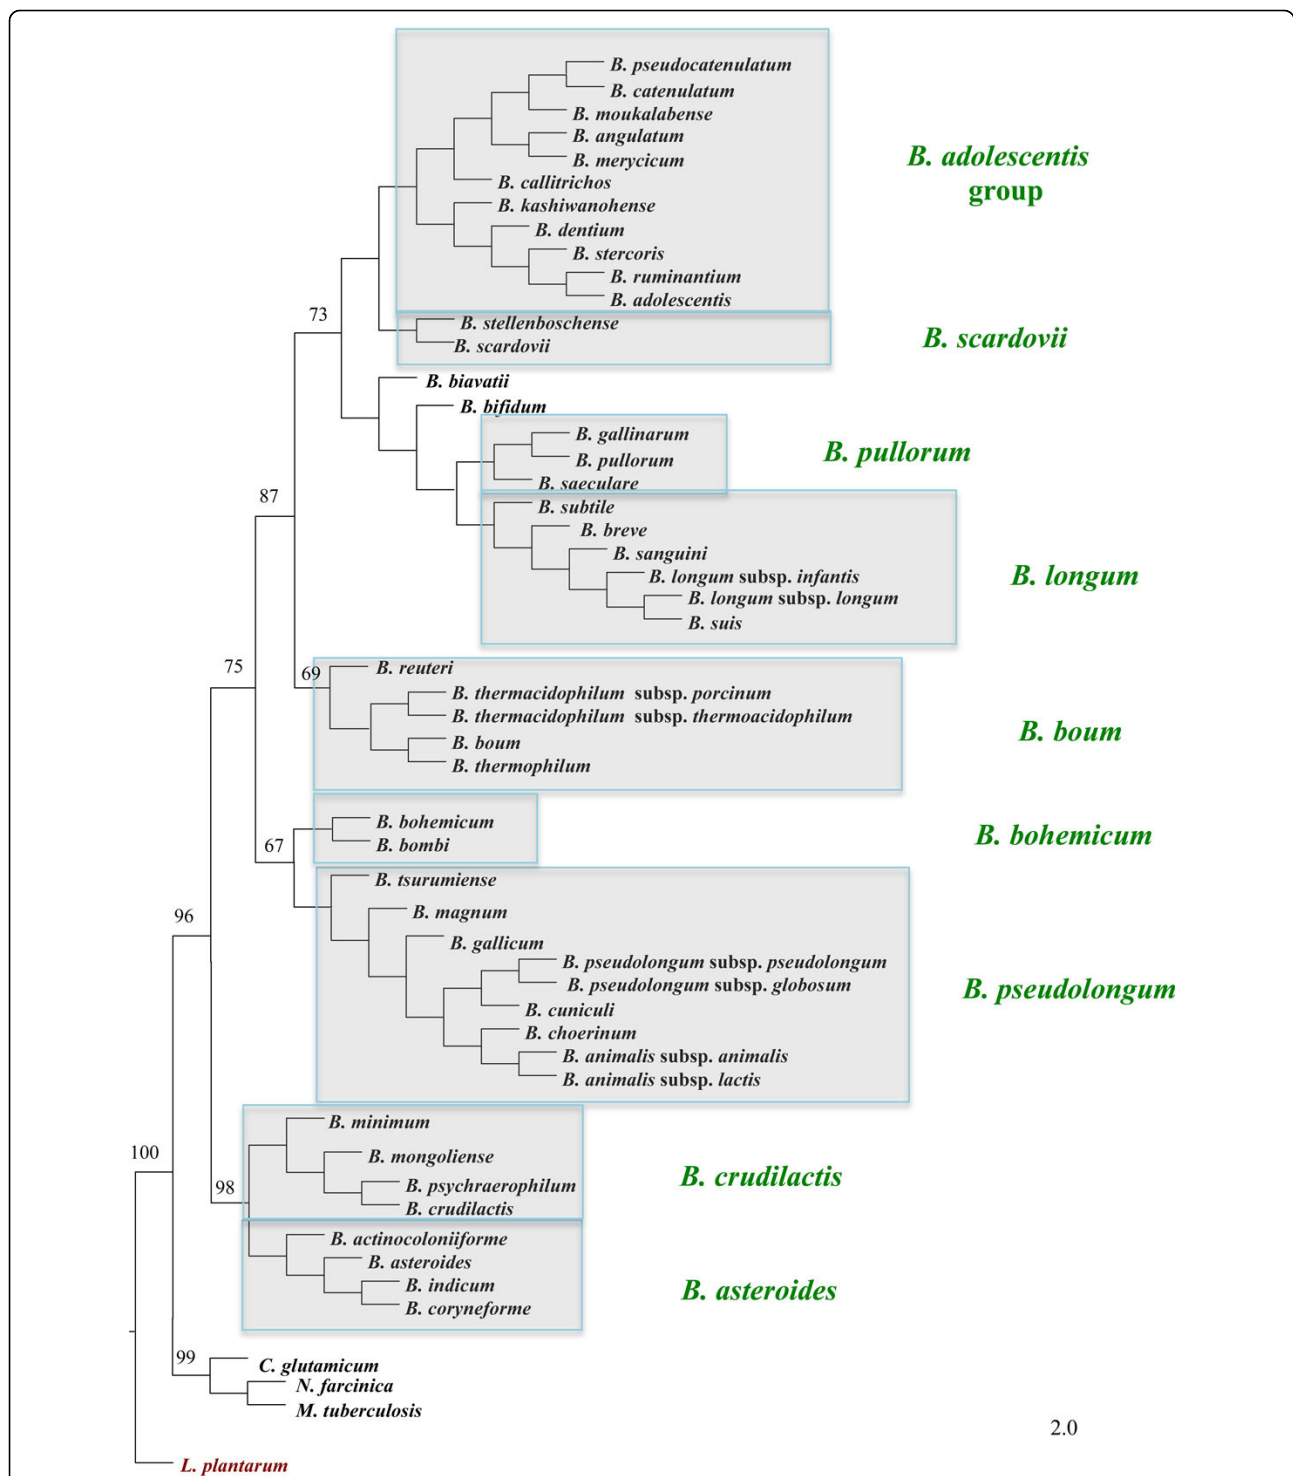 B. pseudocatenulatum
B. catenulatum
B. moukalabense
B. angulatum
B. merycicum
B. callitrichos
B. kashiwanohense
B. dentium
B. stercoris
B. ruminantium
B. adolescentis
B. adolescentis
group
73
B. stellenboschense
B. scardovii
B. scardovii
B. biavatii
B. bifidum
B. gallinarum
B. pullorum
B. saeculare
B. pullorum
87
B. subtile
B. breve
B. sanguini
B. longum subsp. infantis
B. longum subsp. longum
B. suis
B. longum
75
69
B. reuteri
B. thermacidophilum subsp. porcinum
B. thermacidophilum subsp. thermoacidophilum
B. boum
B. thermophilum
B. boum
67
B. bohemicum
B. bombi
B. bohemicum
B. tsurumiense
B. magnum
96
B. gallicum
B. pseudolongum subsp. pseudolongum
B. pseudolongum subsp. globosum
B. cuniculi
B. choerinum
B. animalis subsp. animalis
B. animalis subsp. lactis
B. pseudolongum
100
98
B. minimum
B. mongoliense
B. psychraerophilum
B. crudilactis
B. crudilactis
B. actinocoloniiforme
B. asteroides
B. indicum
B. coryneforme
B. asteroides
99
C. glutamicum
N. farcinica
M. tuberculosis
2.0
L. plantarum